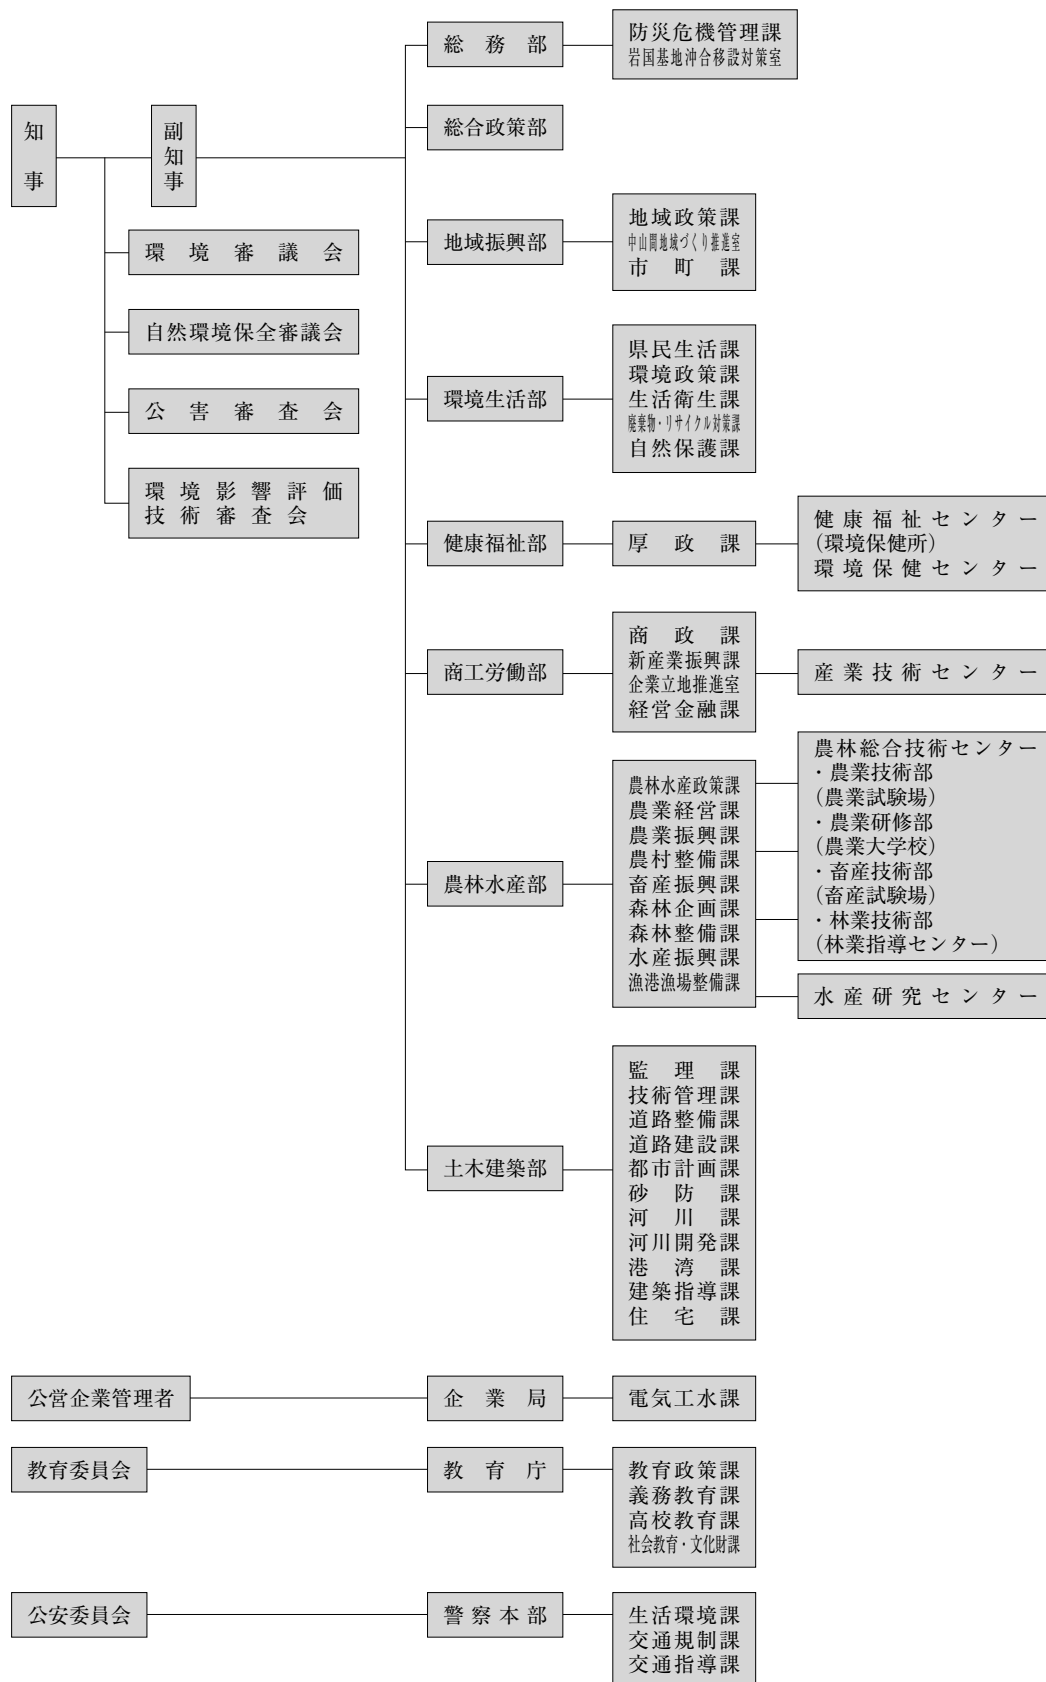 知事
副知事
環境審議会
自然環境保全審議会
公害審査会
環境影響評価
技術審査会
総務部
防災危機管理課
岩国基地沖合移設対策室
総合政策部
地域振興部
地域政策課
中山間地域づくり推進室
市町課
環境生活部
県民生活課
環境政策課
生活衛生課
廃棄物・リサイクル対策課
自然保護課
健康福祉部
厚政課
健康福祉センター
(環境保健所)
環境保健センター
商工労働部
商政課
新産業振興課
企業立地推進室
経営金融課
産業技術センター
農林水産部
農林水産政策課
農業経営課
農業振興課
農村整備課
畜産振興課
森林企画課
森林整備課
水産振興課
漁港漁場整備課
農林総合技術センター
・農業技術部
(農業試験場)
・農業研修部
(農業大学校)
・畜産技術部
(畜産試験場)
・林業技術部
(林業指導センター)
水産研究センター
土木建築部
監理課
技術管理課
道路整備課
道路建設課
都市計画課
砂防課
河川課
河川開発課
港湾課
建築指導課
住宅課
公営企業管理者
企業局
電気工水課
教育委員会
教育庁
教育政策課
義務教育課
高校教育課
社会教育・文化財課
公安委員会
警察本部
生活環境課
交通規制課
交通指導課